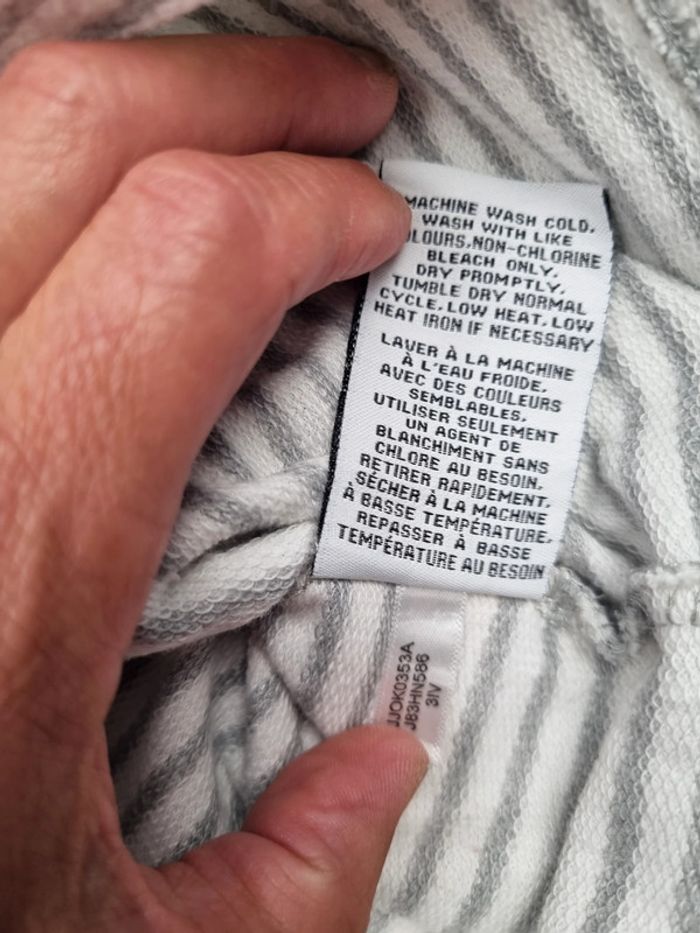 MACHINE WASH COLD.
WASH WITH LIKE
OLOURS.NON-CHLORINE
BLEACH ONLY.
DRY PROMPTLY.
TUMBLE DRY NORMAL
CYCLE.LOW HEAT.LOW
HEAT IRON IF NECESSARY
LAVER À LA MACHINE
À L'EAU FROIDE.
AVEC DES COULEURS
SEMBLABLES.
UTILISER SEULEMENT
UN AGENT DE
BLANCHIMENT SANS
CHLORE AU BESOIN.
RETIRER RAPIDEMENT.
SÉCHER À LA MACHINE
À BASSE TEMPÉRATURE.
REPASSER À BASSE
TEMPÉRATURE AU BESOIN
JJOK0353A
J83HN586
3IV